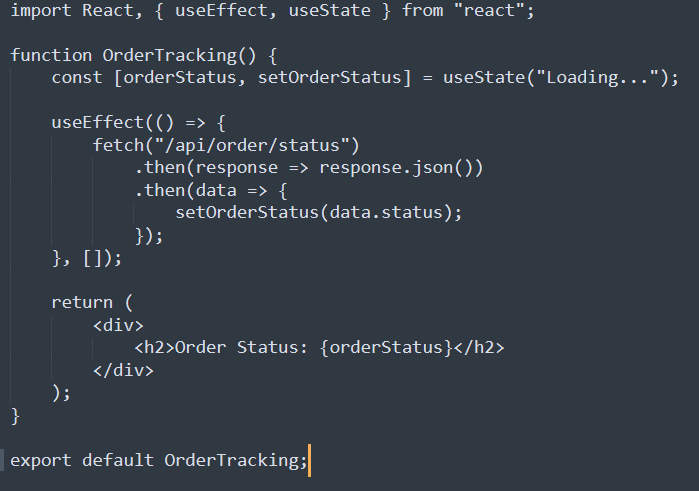 import React, { useEffect, useState } from "react";

function OrderTracking() {
    const [orderStatus, setOrderStatus] = useState("Loading...");

    useEffect(() => {
        fetch("/api/order/status")
            .then(response => response.json())
            .then(data => {
                setOrderStatus(data.status);
            });
    }, []);

    return (
        <div>
            <h2>Order Status: {orderStatus}</h2>
        </div>
    );
}

export default OrderTracking;